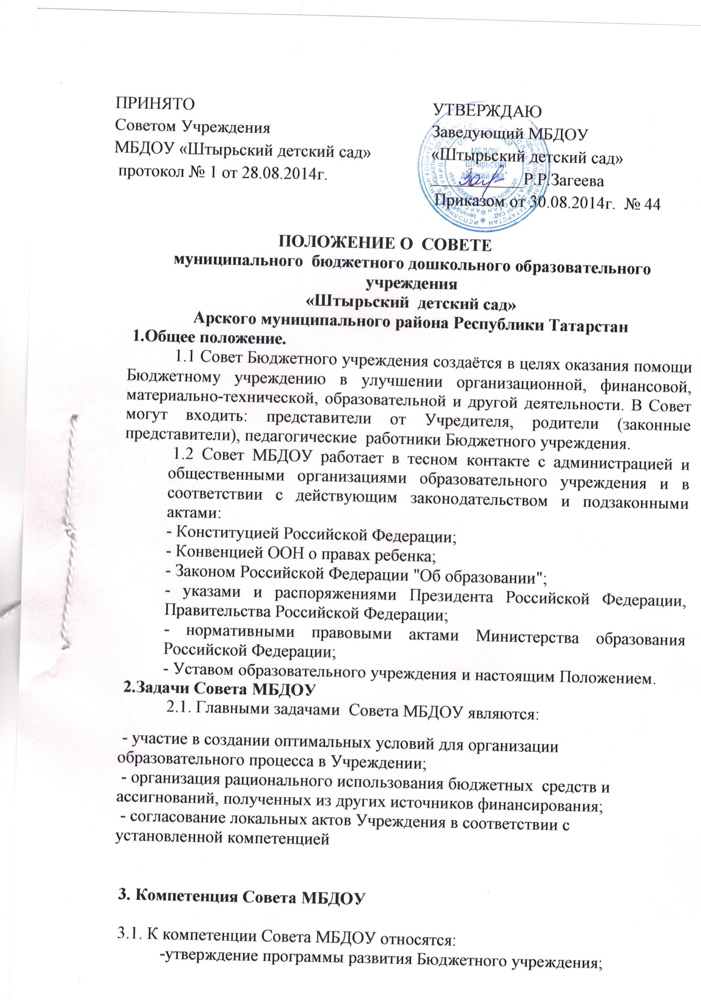 ПРИНЯТО
Советом Учреждения
МБДОУ «Штырьский детский сад»
протокол № 1 от 28.08.2014г.
УТВЕРЖДАЮ
Заведующий МБДОУ
«Штырьский детский сад»
___________Р.Р.Загеева
Приказом от 30.08.2014г. № 44
МБДОУ
"Штырьский
детский сад"
ПОЛОЖЕНИЕ О СОВЕТЕ
муниципального бюджетного дошкольного образовательного
учреждения
«Штырьский детский сад»
Арского муниципального района Республики Татарстан
1.Общее положение.
1.1 Совет Бюджетного учреждения создаётся в целях оказания помощи
Бюджетному учреждению в улучшении организационной, финансовой,
материально-технической, образовательной и другой деятельности. В Совет
могут входить: представители от Учредителя, родители (законные
представители), педагогические работники Бюджетного учреждения.
1.2 Совет МБДОУ работает в тесном контакте с администрацией и
общественными организациями образовательного учреждения и в
соответствии с действующим законодательством и подзаконными
актами:
- Конституцией Российской Федерации;
- Конвенцией ООН о правах ребенка;
- Законом Российской Федерации "Об образовании";
- указами и распоряжениями Президента Российской Федерации,
Правительства Российской Федерации;
- нормативными правовыми актами Министерства образования
Российской Федерации;
- Уставом образовательного учреждения и настоящим Положением.
2.Задачи Совета МБДОУ
2.1. Главными задачами Совета МБДОУ являются:
- участие в создании оптимальных условий для организации
образовательного процесса в Учреждении;
- организация рационального использования бюджетных средств и
ассигнований, полученных из других источников финансирования;
- согласование локальных актов Учреждения в соответствии с
установленной компетенцией
3. Компетенция Совета МБДОУ
3.1. К компетенции Совета МБДОУ относятся:
-утверждение программы развития Бюджетного учреждения;